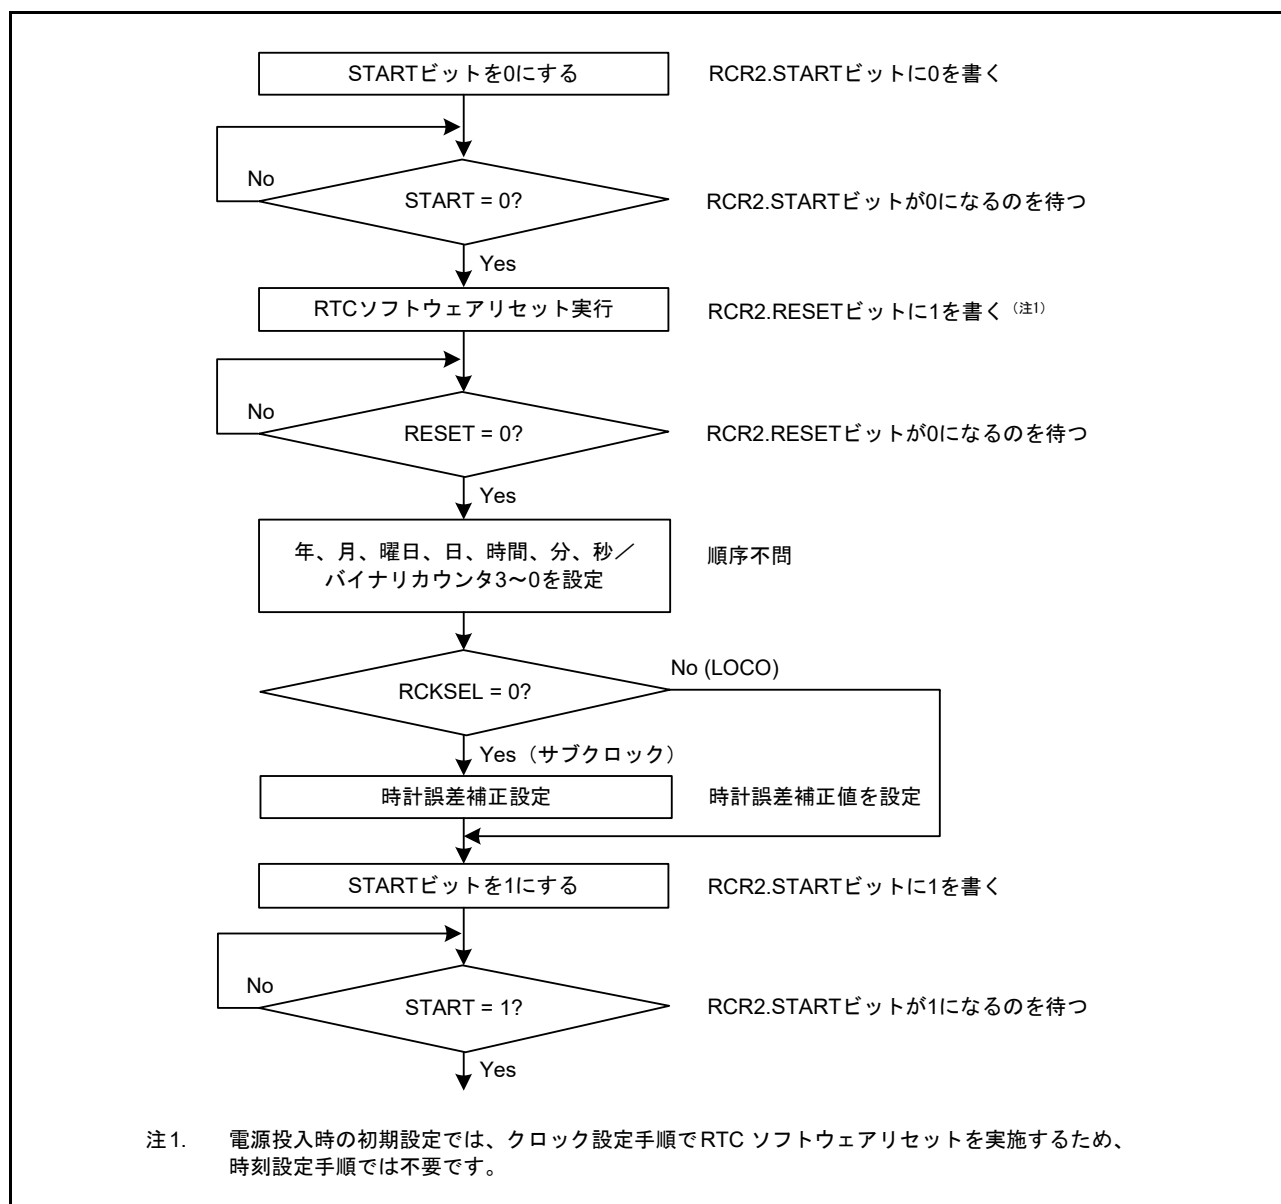 STARTビットを0にする
RCR2.STARTビットに0を書く
No
START = 0?
RCR2.STARTビットが0になるのを待つ
Yes
RTCソフトウェアリセット実行
RCR2.RESETビットに1を書く（注1）
No
RESET = 0?
RCR2.RESETビットが0になるのを待つ
Yes
年、月、曜日、日、時間、分、秒／
バイナリカウンタ3～0を設定
順序不問
No (LOCO)
RCKSEL = 0?
Yes（サブクロック）
時計誤差補正設定
時計誤差補正値を設定
STARTビットを1にする
RCR2.STARTビットに1を書く
No
START = 1?
RCR2.STARTビットが1になるのを待つ
Yes
注1. 電源投入時の初期設定では、クロック設定手順でRTC ソフトウェアリセットを実施するため、
時刻設定手順では不要です。